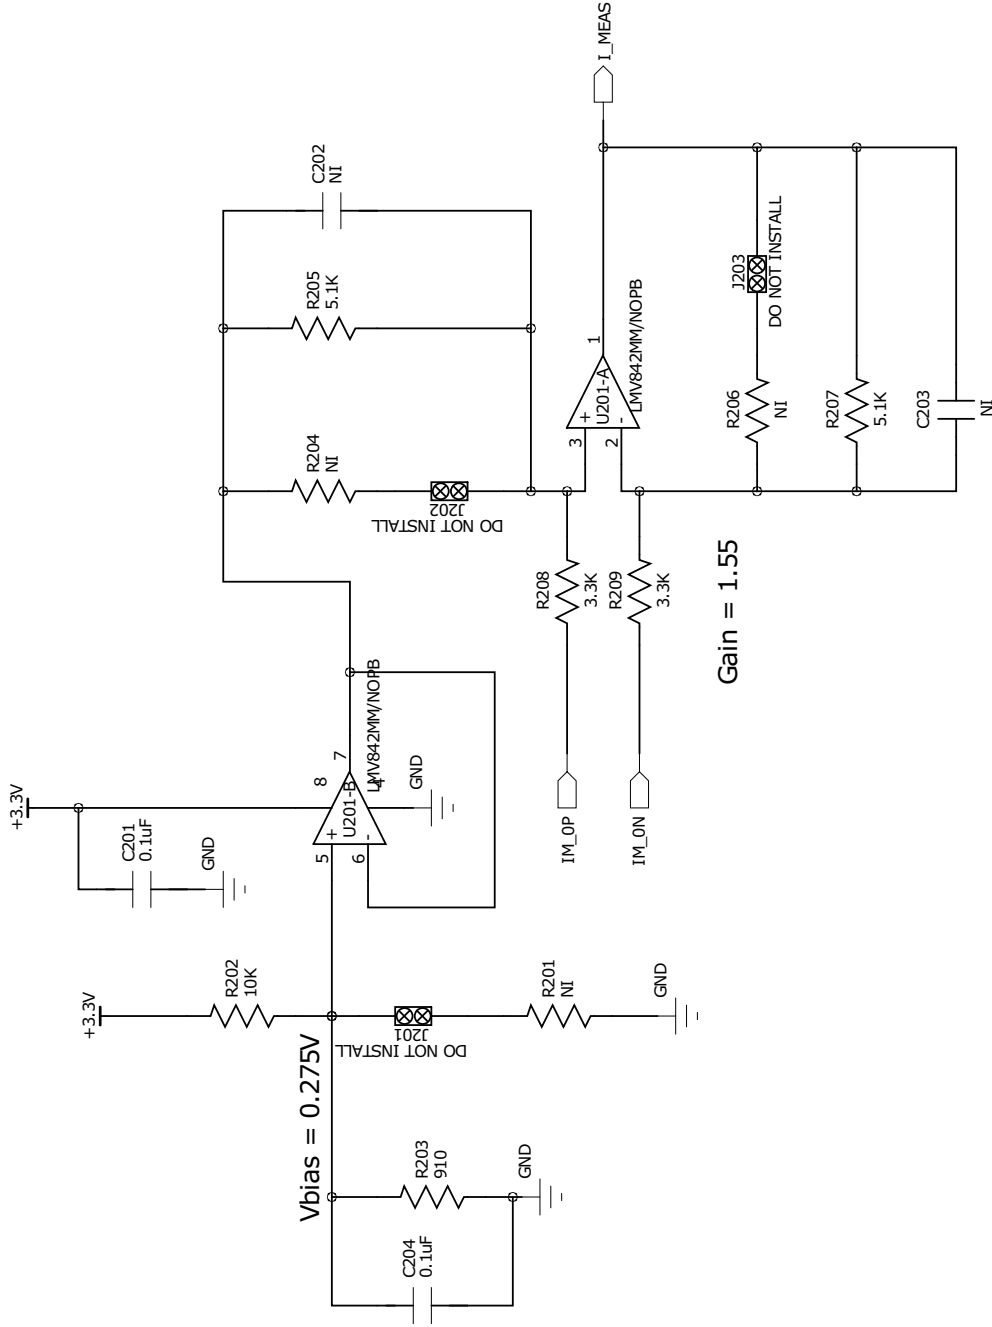 +3.3V
C201
0.1uF
GND
+3.3V
R202
10K
Vbias = 0.275V
J201
DO NOT INSTALL
R201
NI
GND
C204
0.1uF
R203
910
GND
5
6
+
-
U201-B
8
4
7
LMV842MM/NOPB
GND
R204
NI
J202
DO NOT INSTALL
R205
5.1K
C202
NI
IM_0P
IM_0N
R208
3.3K
R209
3.3K
Gain = 1.55
3
2
+
-
U201-A
1
LMV842MM/NOPB
R206
NI
J203
DO NOT INSTALL
R207
5.1K
C203
NI
I_MEAS